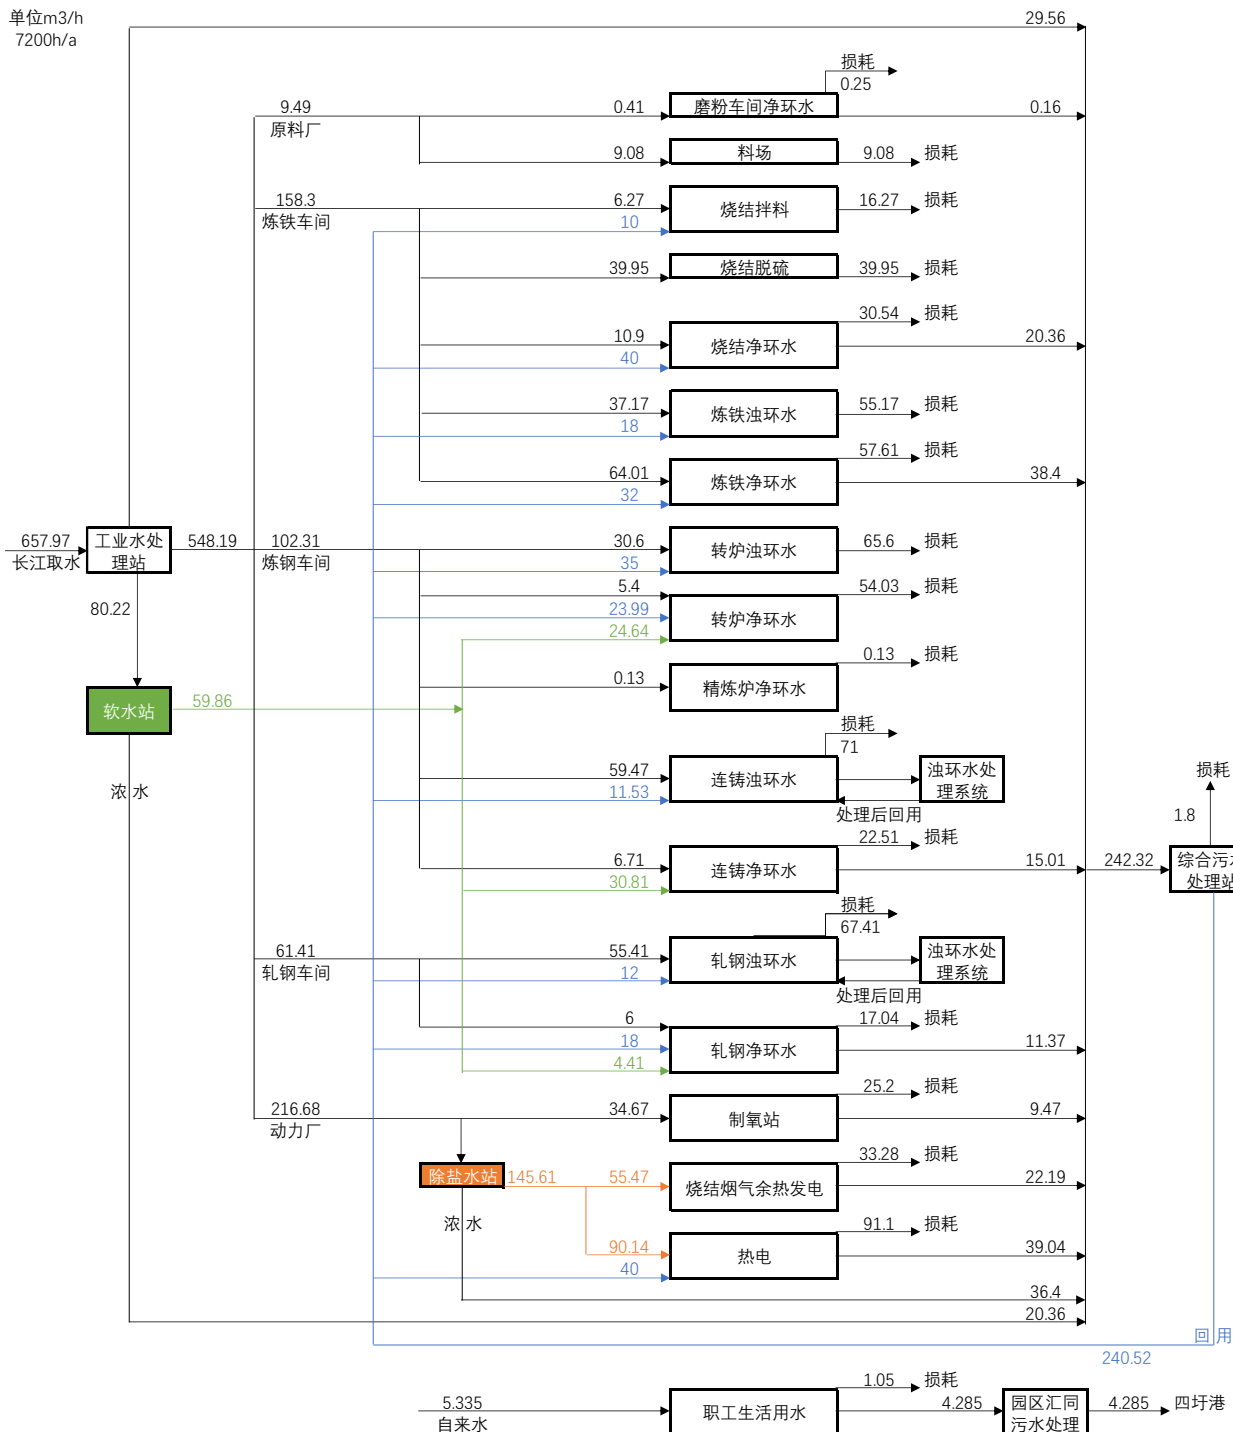 单位m3/h
7200h/a
29.56
损耗
0.25
9.49
原料厂
0.41
磨粉车间净环水
0.16
9.08
料场
9.08
损耗
158.3
炼铁车间
6.27
10
烧结拌料
16.27
损耗
39.95
烧结脱硫
39.95
损耗
10.9
40
烧结净环水
30.54
损耗
20.36
37.17
18
炼铁浊环水
55.17
损耗
64.01
32
炼铁净环水
57.61
损耗
38.4
657.97
长江取水
工业水处
理站
548.19
102.31
炼钢车间
30.6
35
转炉浊环水
65.6
损耗
80.22
5.4
23.99
24.64
转炉净环水
54.03
损耗
0.13
精炼炉净环水
0.13
损耗
软水站
59.86
浓水
59.47
11.53
连铸浊环水
损耗
71
浊环水处
理系统
处理后回用
6.71
30.81
连铸净环水
22.51
损耗
15.01
242.32
综合污
处理站
1.8
损耗
61.41
轧钢车间
55.41
12
轧钢浊环水
损耗
67.41
浊环水处
理系统
处理后回用
6
18
4.41
轧钢净环水
17.04
损耗
11.37
216.68
动力厂
34.67
制氧站
25.2
损耗
9.47
除盐水站
145.61
浓水
55.47
烧结烟气余热发电
33.28
损耗
22.19
90.14
40
热电
91.1
损耗
39.04
36.4
20.36
回用
240.52
5.335
自来水
职工生活用水
1.05
损耗
4.285
园区汇同
污水处理
4.285
四圩港